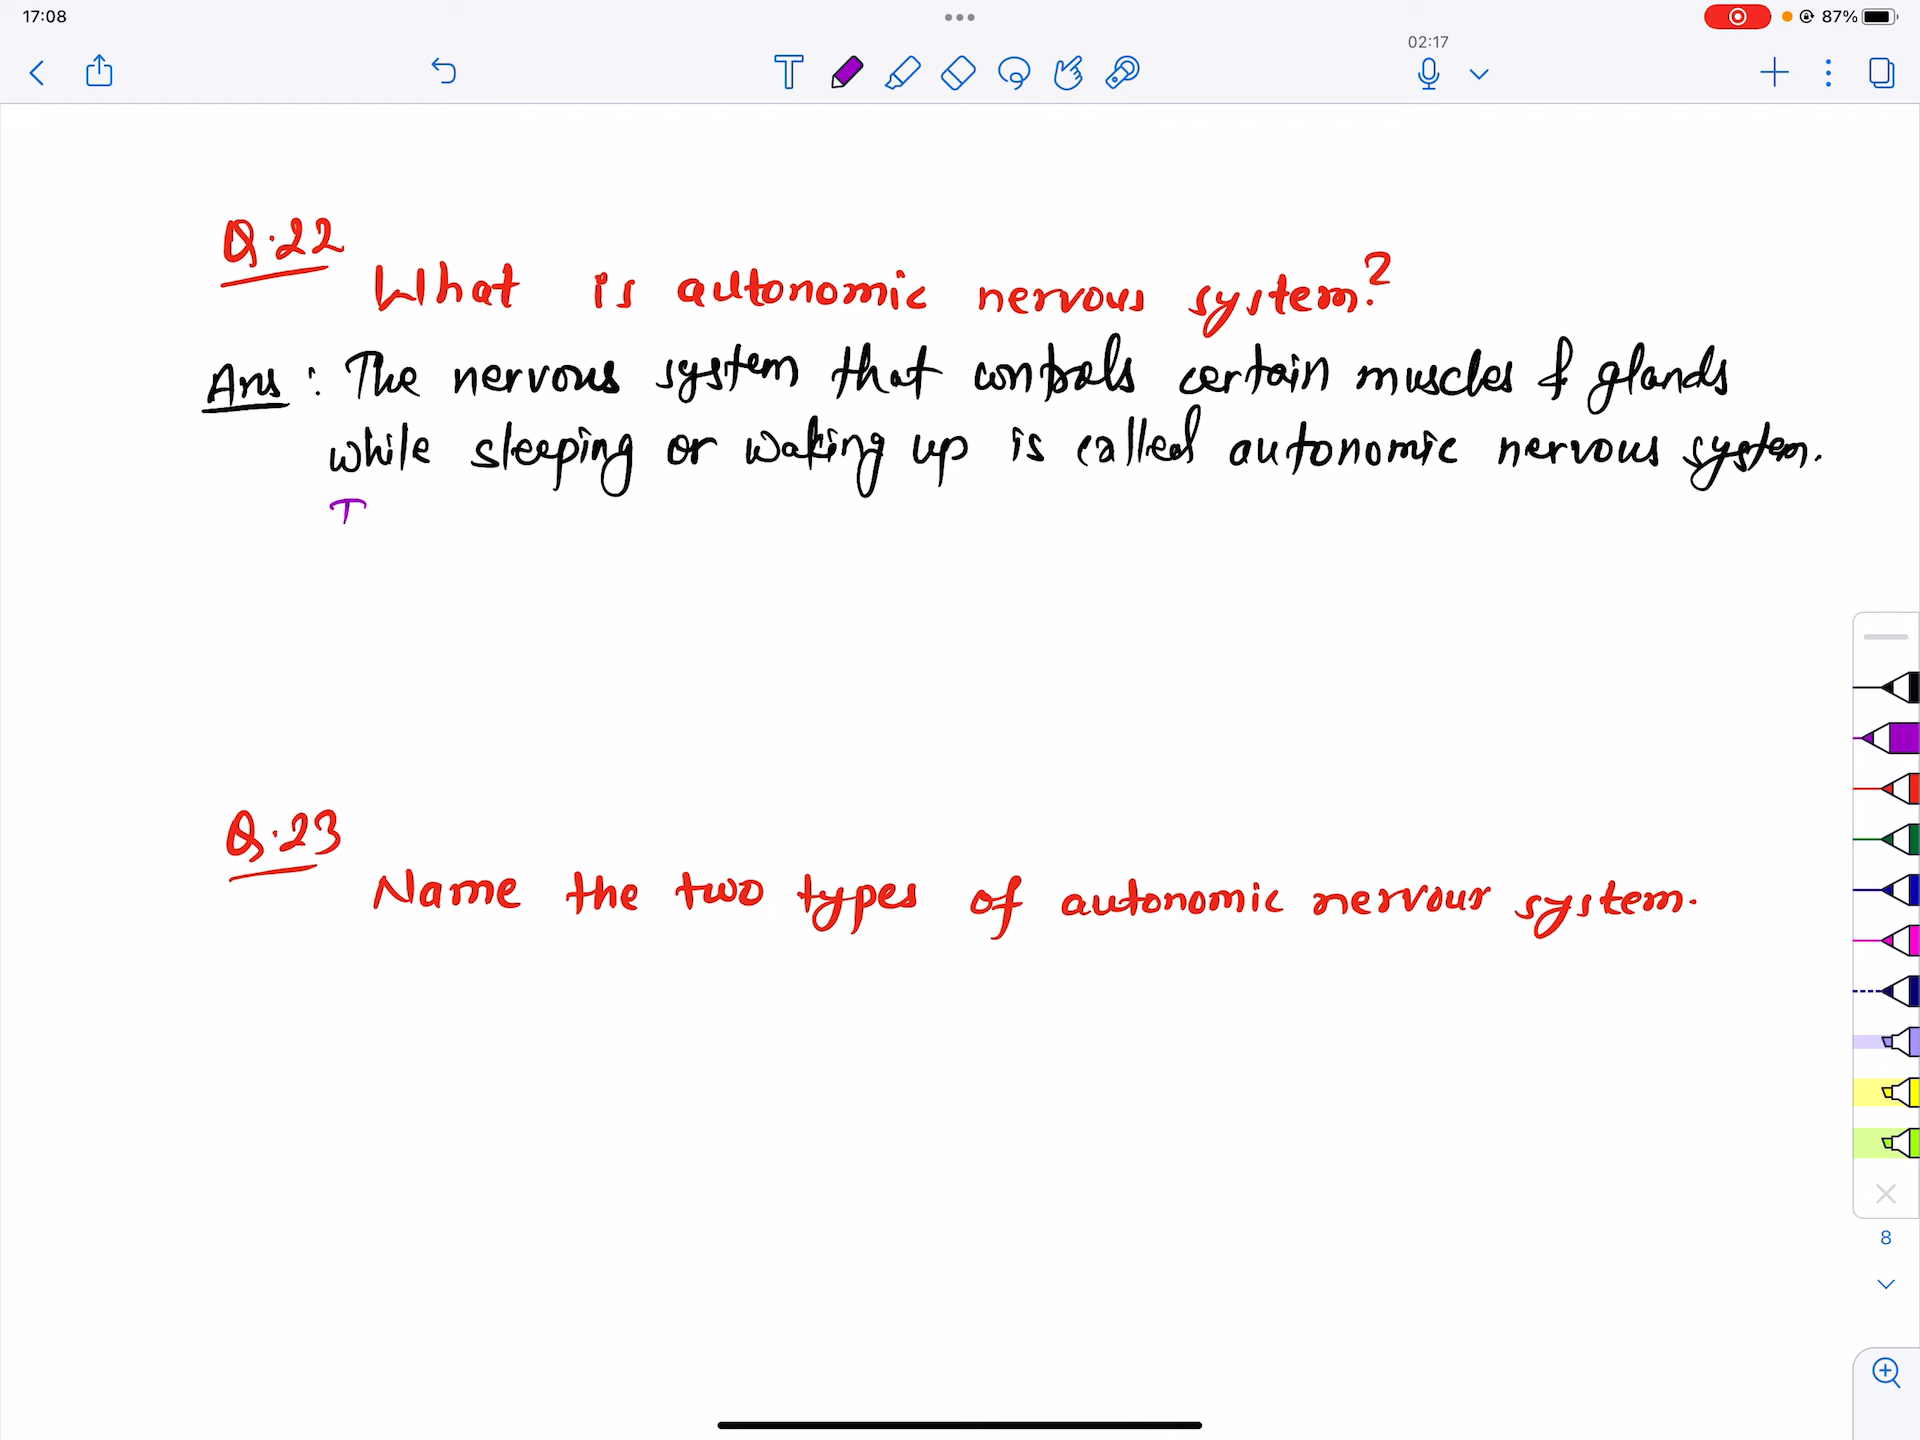 17:08
87%
02:17
Q.22
What is autonomic nervous system?
Ans : The nervous system that controls certain muscles & glands
while sleeping or waking up is called autonomic nervous system.
T
Q.23
Name the two types of autonomic nervous system.
8